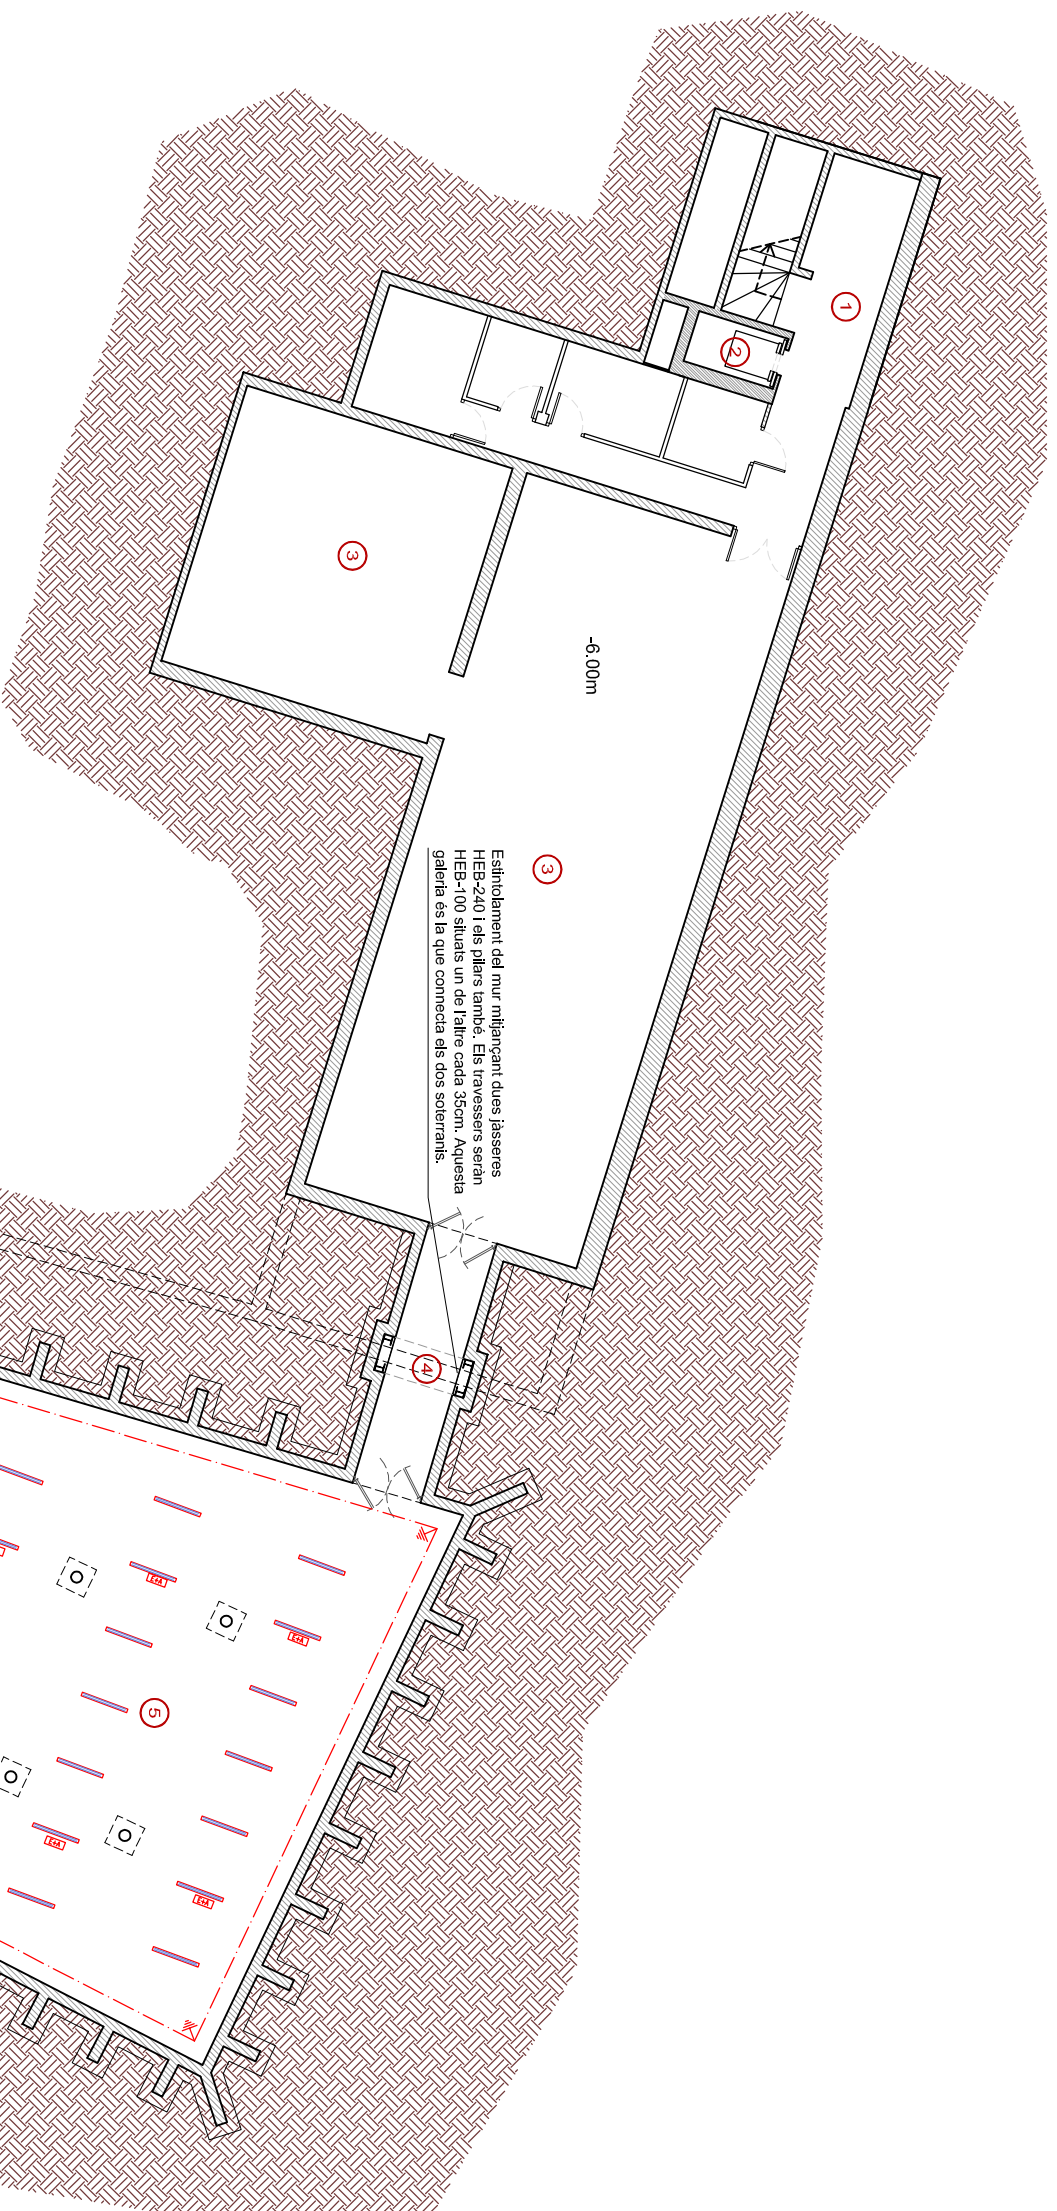 1
2
3
-6.00m
3
Estintolament del mur mitjançant dues jàsseres
HEB-240 i els pilars també. Els travessers seràn
HEB-100 situats un de l'altre cada 35cm. Aquesta
galeria és la que connecta els dos soterranis.
4
E+A
E+A
5
E+A
E+A